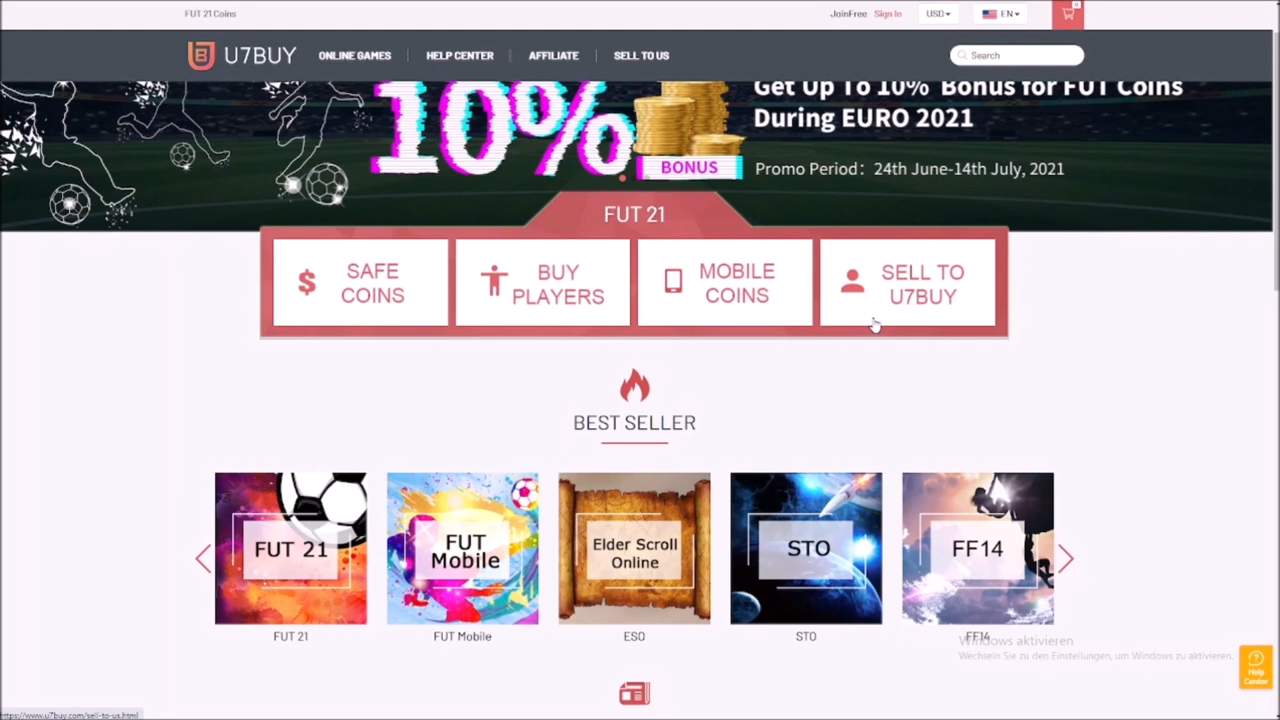 FUT 21 Coins
JoinFree Sign In USD EN 0
U7BUY ONLINE GAMES HELP CENTER AFFILIATE SELL TO US Search
Get Up To 10% Bonus for FUT Coins
10%
During EURO 2021
BONUS
Promo Period: 24th June-14th July, 2021
FUT 21
SAFE
COINS
BUY
PLAYERS
MOBILE
COINS
SELL TO
U7BUY
BEST SELLER
FUT 21
FUT
Mobile
Elder Scroll
Online
STO
FF14
FUT 21
FUT Mobile
ESO
STO
FF14
Windows aktivieren
Wechseln Sie zu den Einstellungen, um Windows zu aktivieren.
Help
Center
https://www.u7buy.com/sell-to-us.html